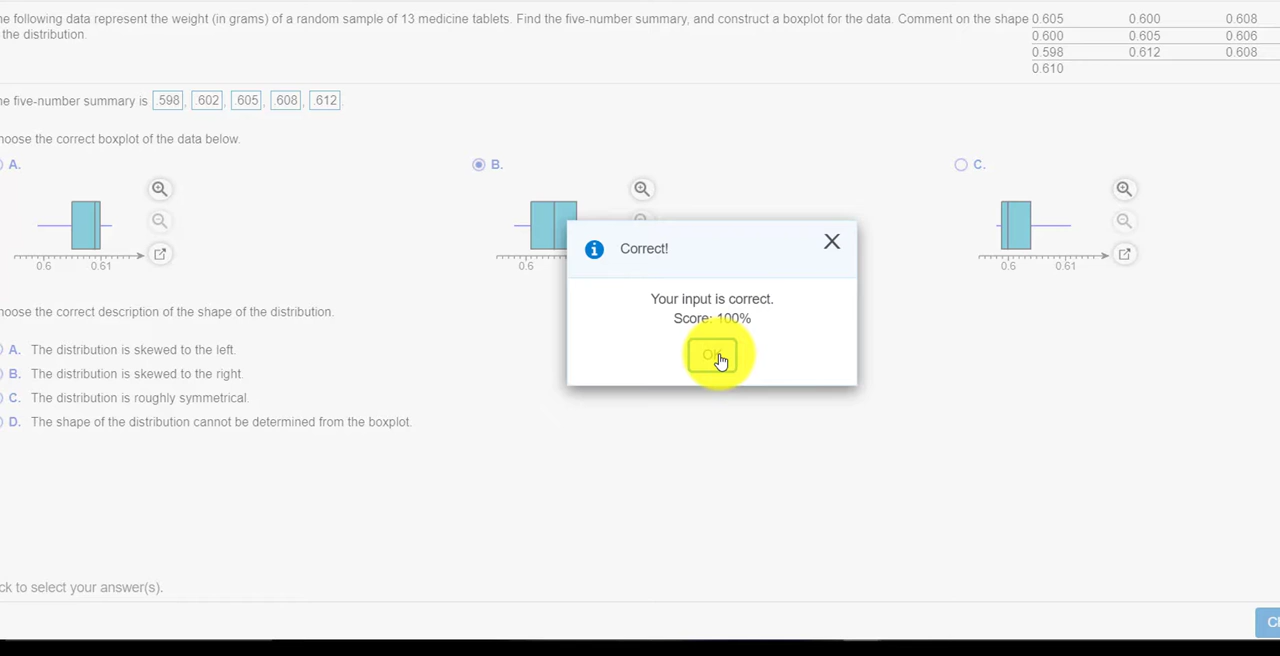 he following data represent the weight (in grams) of a random sample of 13 medicine tablets. Find the five-number summary, and construct a boxplot for the data. Comment on the shape
the distribution.
0.605 0.600 0.608
0.600 0.605 0.606
0.598 0.612 0.608
0.610
he five-number summary is .598, .602, .605, .608, .612.
hoose the correct boxplot of the data below.
A.
B.
C.
0.6 0.61
0.6
0.6 0.61
Correct!
Your input is correct.
Score: 100%
OK
hoose the correct description of the shape of the distribution.
A. The distribution is skewed to the left.
B. The distribution is skewed to the right.
C. The distribution is roughly symmetrical.
D. The shape of the distribution cannot be determined from the boxplot.
ck to select your answer(s).